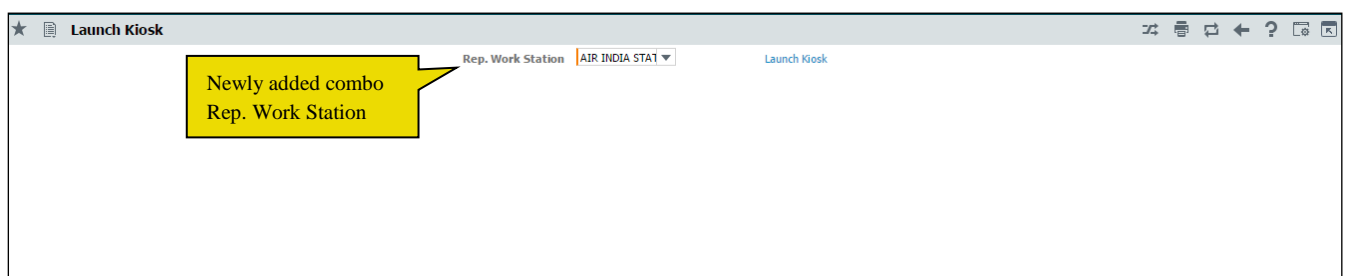 Launch Kiosk
Rep. Work Station AIR INDIA STAT Launch Kiosk
Newly added combo
Rep. Work Station